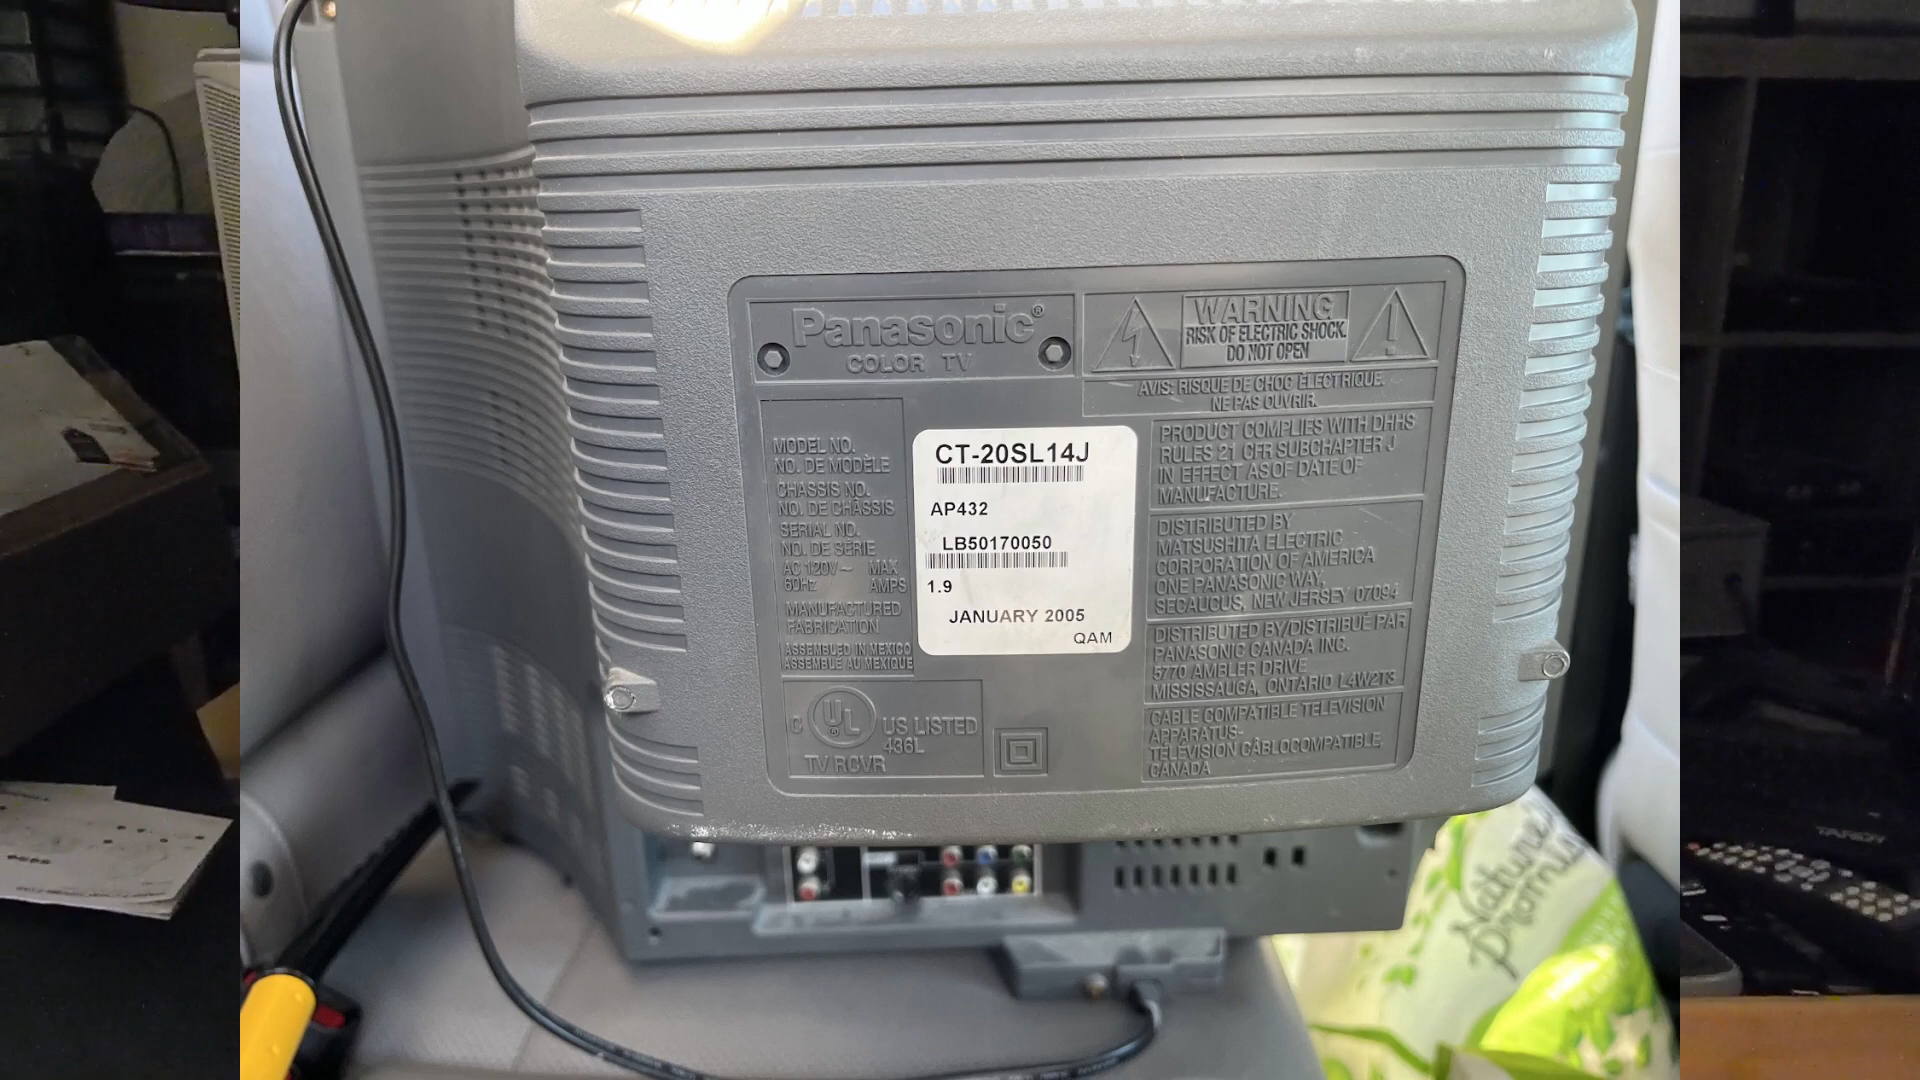 Panasonic®
COLOR TV
WARNING
RISK OF ELECTRIC SHOCK.
DO NOT OPEN
AVIS: RISQUE DE CHOC ÉLECTRIQUE.
NE PAS OUVRIR.
MODEL NO.
NO. DE MODÈLE
CHASSIS NO.
NO. DE CHÂSSIS
SERIAL NO.
NO. DE SÉRIE
AC 120V~ MAX
60Hz AMPS
MANUFACTURED
FABRICATION
ASSEMBLED IN MEXICO
ASSEMBLÉ AU MEXIQUE
CT-20SL14J
AP432
LB50170050
1.9
JANUARY 2005
QAM
PRODUCT COMPLIES WITH DHHS
RULES 21 CFR SUBCHAPTER J
IN EFFECT AS OF DATE OF
MANUFACTURE.
DISTRIBUTED BY
MATSUSHITA ELECTRIC
CORPORATION OF AMERICA
ONE PANASONIC WAY,
SECAUCUS, NEW JERSEY 07094
DISTRIBUTED BY/DISTRIBUÉ PAR
PANASONIC CANADA INC.
5770 AMBLER DRIVE
MISSISSAUGA, ONTARIO L4W2T3
CABLE COMPATIBLE TELEVISION
APPARATUS-
TÉLÉVISION CÂBLOCOMPATIBLE,
CANADA
C UL ® US LISTED
436L
TV RCVR
Nature's
Promise